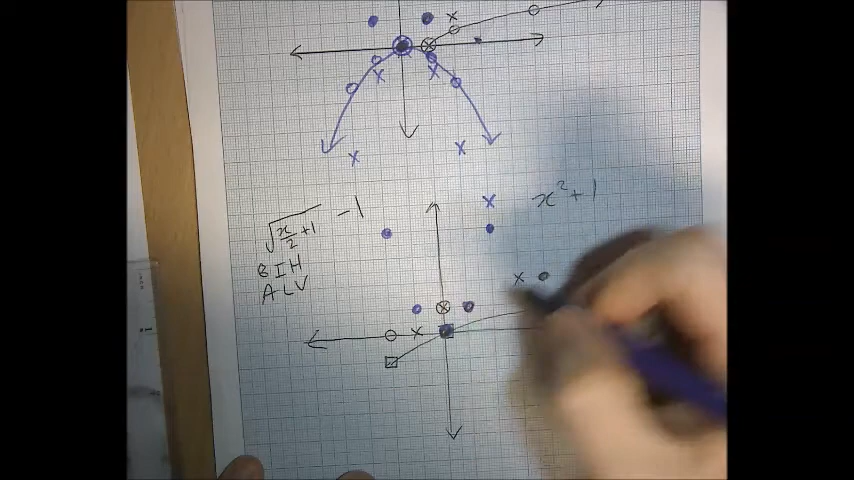 √(x/2 + 1) - 1
x² + 1
BIH
ALV